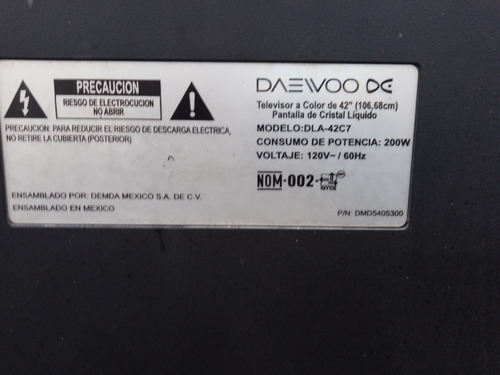 PRECAUCION
RIESGO DE ELECTROCUCION
NO ABRIR
PRECAUCION: PARA REDUCIR EL RIESGO DE DESCARGA ELECTRICA,
NO RETIRE LA CUBIERTA (POSTERIOR)
ENSAMBLADO POR: DEMDA MEXICO S.A. DE C.V.
ENSAMBLADO EN MEXICO
DAEWOO DE
Televisor a Color de 42" (106,68cm)
Pantalla de Cristal Líquido
MODELO:DLA-42C7
CONSUMO DE POTENCIA: 200W
VOLTAJE: 120V~ / 60Hz
NOM-002-
NYCE
P/N: DMD5405300